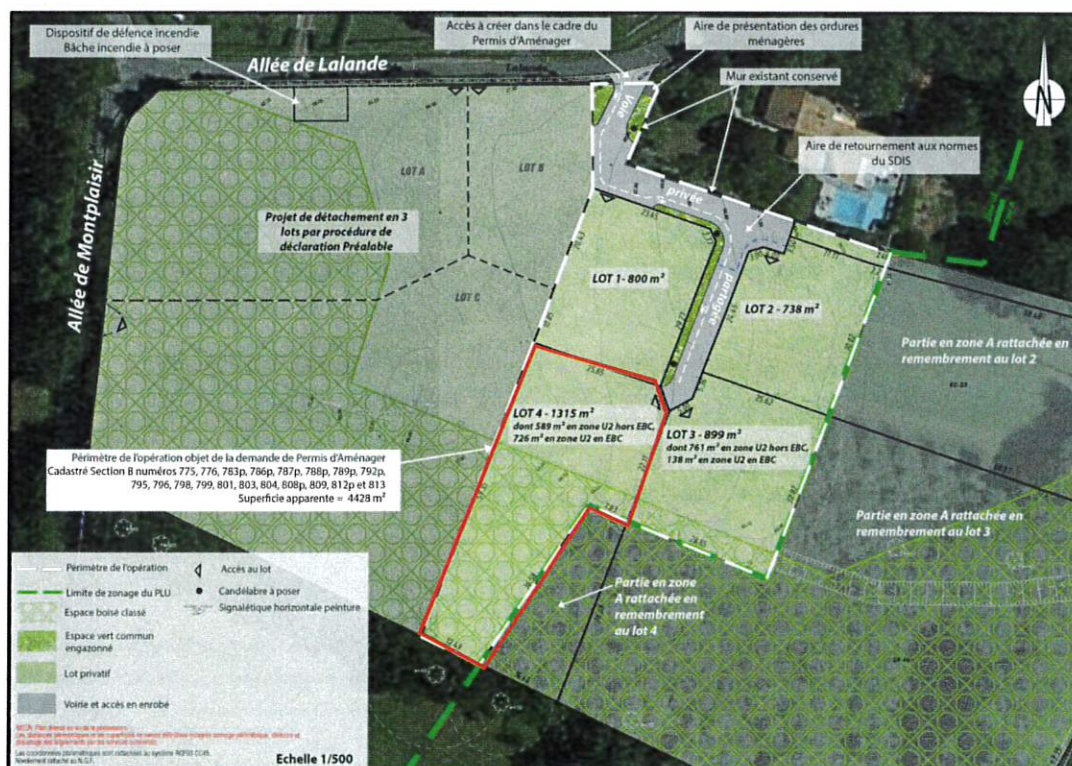 Dispositif de défence incendie
Bâche incendie à poser
Accès à créer dans le cadre du
Permis d'Aménager
Aire de présentation des ordures
ménagères
Allée de Lalande
Mur existant conservé
N
Voie
Aire de retournement aux normes
du SDIS
LOT A
LOT B
privée
Projet de détachement en 3
lots par procédure de
déclaration Préalable
Allée de Montplaisir
LOT 1- 800 m²
partagée
LOT 2 - 738 m²
LOT C
Partie en zone A rattachée en
remembrement au lot 2
LOT 4 - 1315 m²
dont 589 m² en zone U2 hors EBC,
726 m² en zone U2 en EBC
LOT 3 - 899 m²
dont 761 m² en zone U2 hors EBC,
138 m² en zone U2 en EBC
Périmètre de l'opération objet de la demande de Permis d'Aménager
Cadastré Section B numéros 775, 776, 783p, 786p, 787p, 788p, 789p, 792p,
795, 796, 798, 799, 801, 803, 804, 808p, 809, 812p et 813
Superficie apparente = 4428 m²
Partie en zone A rattachée en
remembrement au lot 3
Partie en zone
A rattachée en
remembrement
au lot 4
Périmètre de l'opération
Accès au lot
Limite de zonage du PLU
Candélabre à poser
Espace boisé classé
Signalétique horizontale peinture
Espace vert commun
engazonné
Lot privatif
Voirie et accès en enrobé
Echelle 1/500